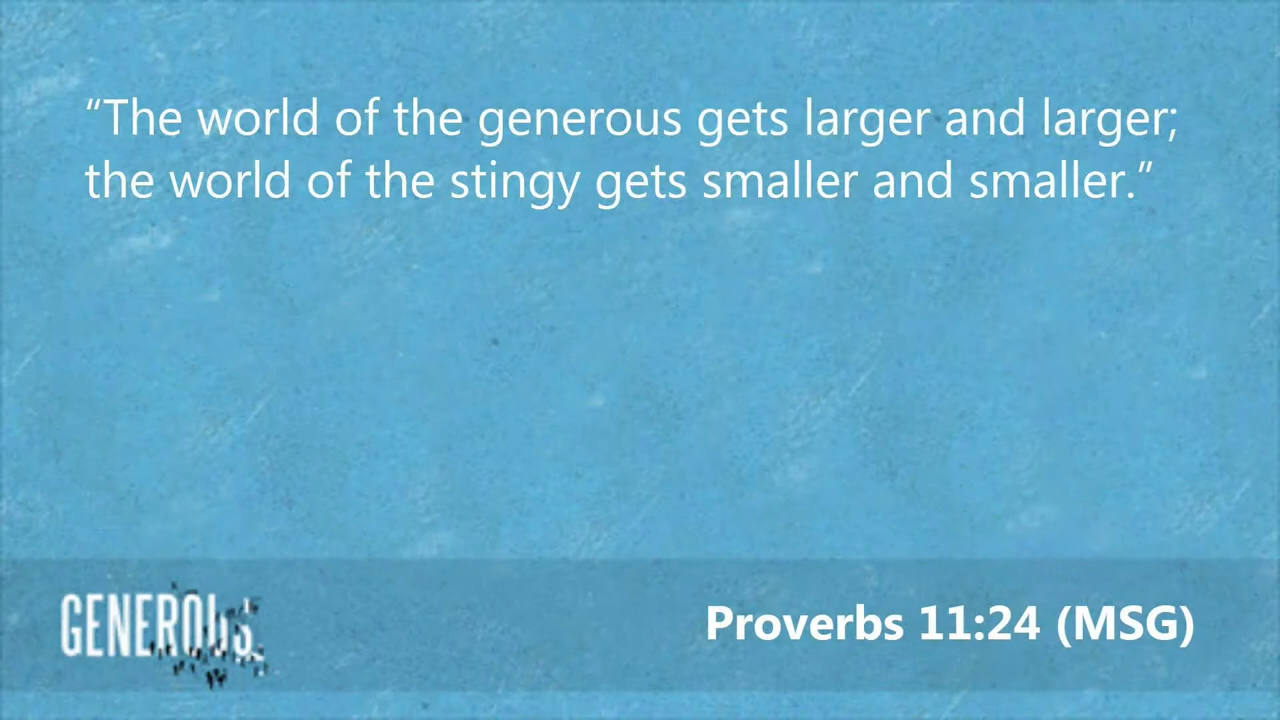 “The world of the generous gets larger and larger;
the world of the stingy gets smaller and smaller.”
GENEROUS
Proverbs 11:24 (MSG)